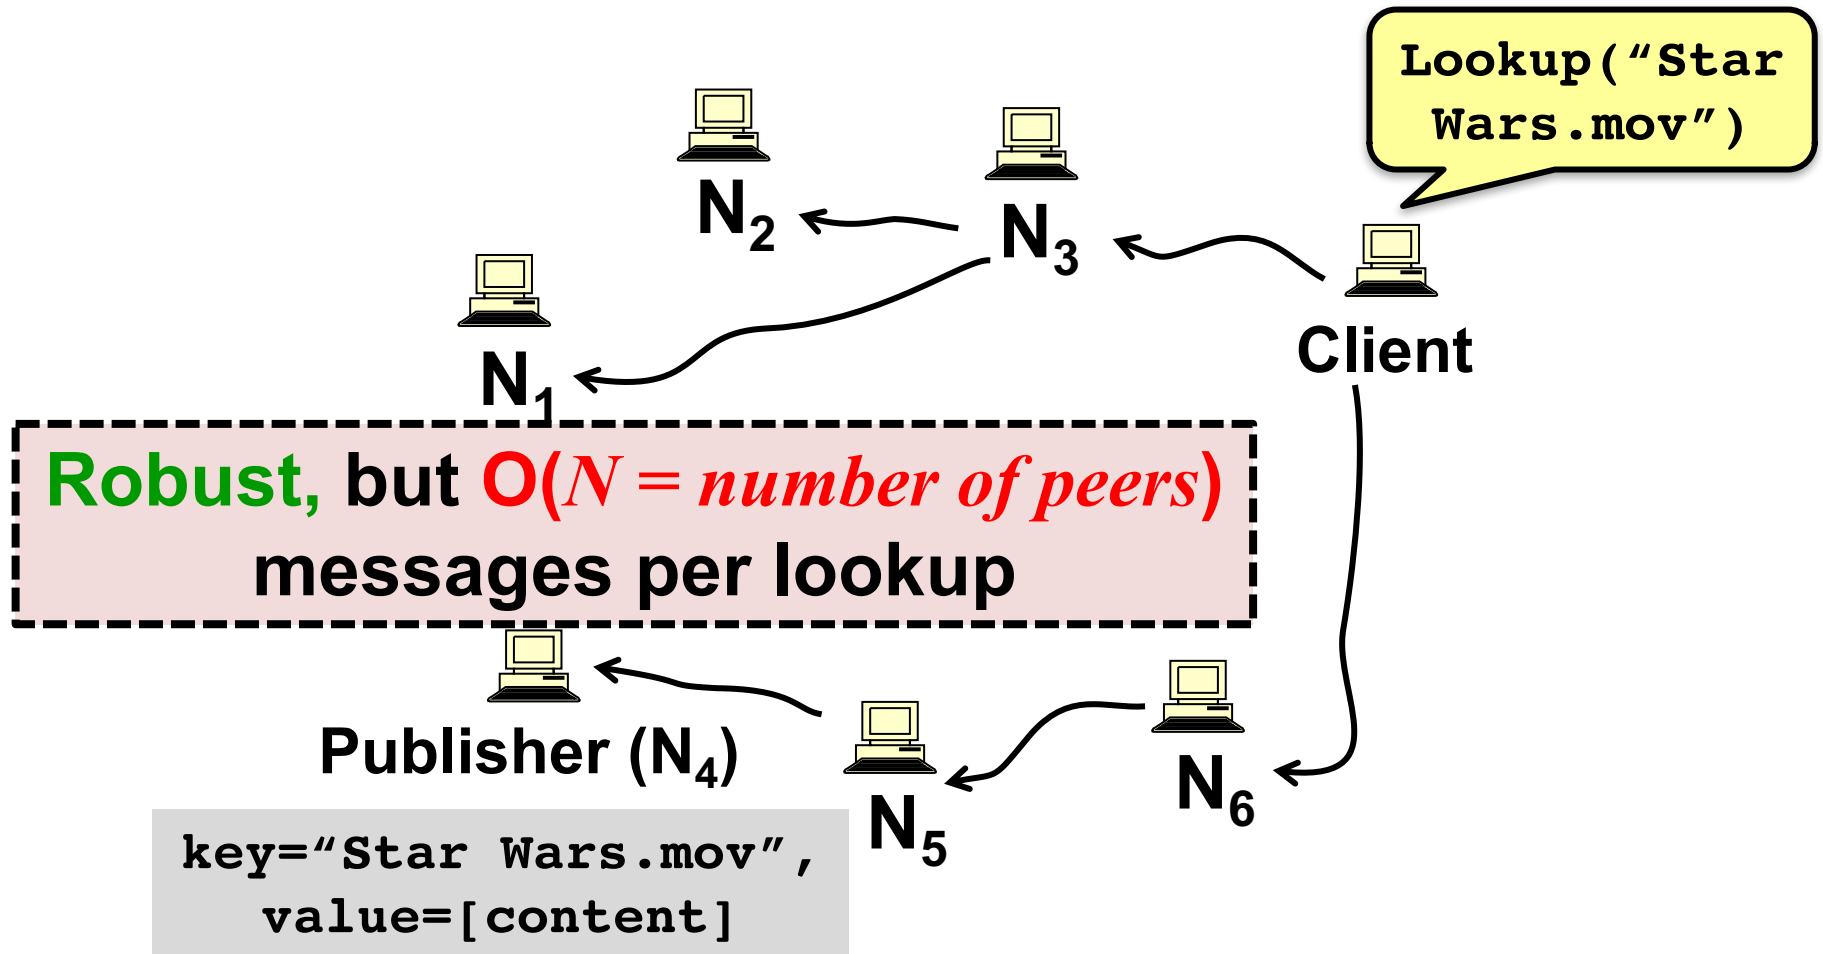 Lookup(“Star
Wars.mov”)
N2
N3
Client
N1
Robust, but O(N = number of peers)
messages per lookup
Publisher (N4)
N6
N5
key=“Star Wars.mov”,
value=[content]